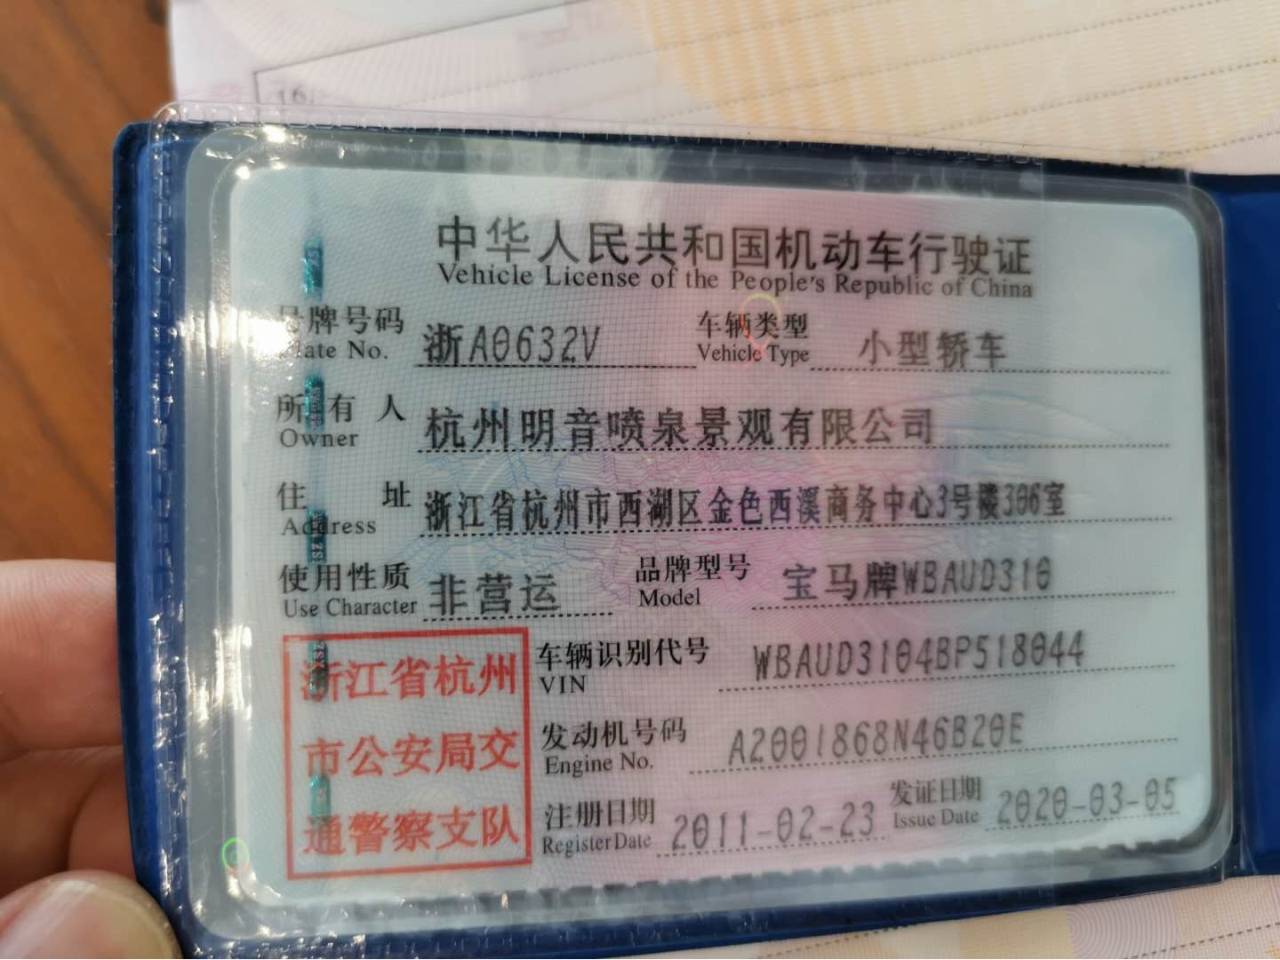 16.
中华人民共和国机动车行驶证
Vehicle License of the People's Republic of China
号牌号码 浙A0632V 车辆类型 小型轿车
Plate No. Vehicle Type
所有人 杭州明音喷泉景观有限公司
Owner
住址 浙江省杭州市西湖区金色西溪商务中心3号楼306室
Address
使用性质 非营运 品牌型号 宝马牌WBAUD310
Use Character Model
浙江省杭州
市公安局交
通警察支队
车辆识别代号 WBAUD3104BP518044
VIN
发动机号码 A2001868N46B20E
Engine No.
注册日期 2011-02-23 发证日期 2020-03-05
Register Date Issue Date